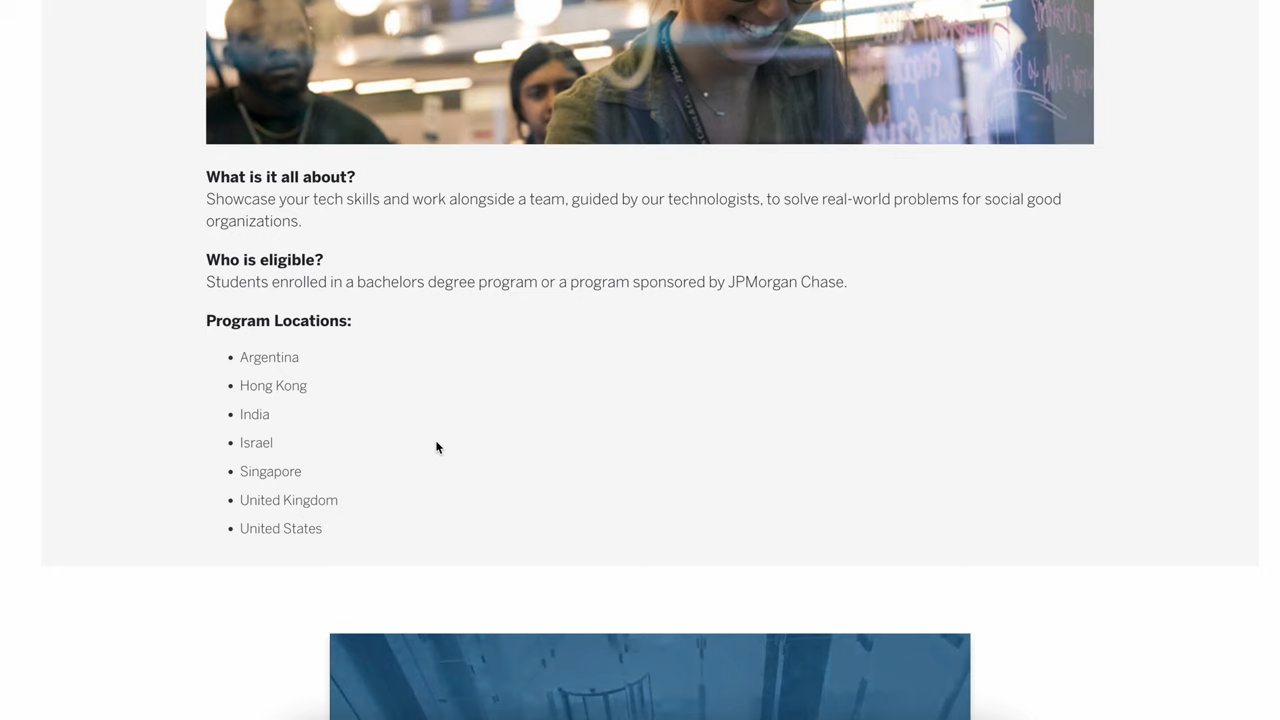 What is it all about?
Showcase your tech skills and work alongside a team, guided by our technologists, to solve real-world problems for social good
organizations.
Who is eligible?
Students enrolled in a bachelors degree program or a program sponsored by JPMorgan Chase.
Program Locations:
• Argentina
• Hong Kong
• India
• Israel
• Singapore
• United Kingdom
• United States